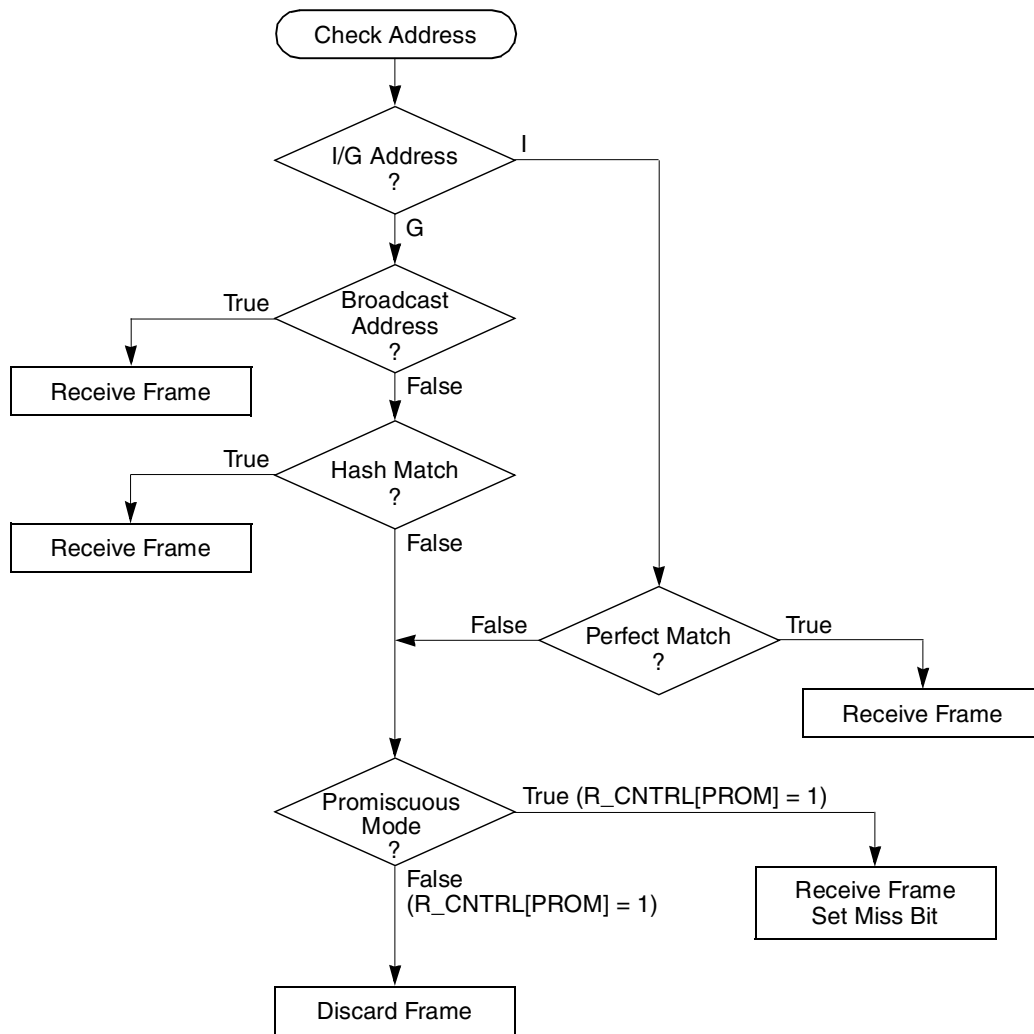 Check Address
I/G Address
?
I
G
True
Broadcast
Address
?
Receive Frame
False
True
Hash Match
?
Receive Frame
False
False
Perfect Match
?
True
Receive Frame
Promiscuous
Mode
?
True (R_CNTRL[PROM] = 1)
False
(R_CNTRL[PROM] = 1)
Receive Frame
Set Miss Bit
Discard Frame